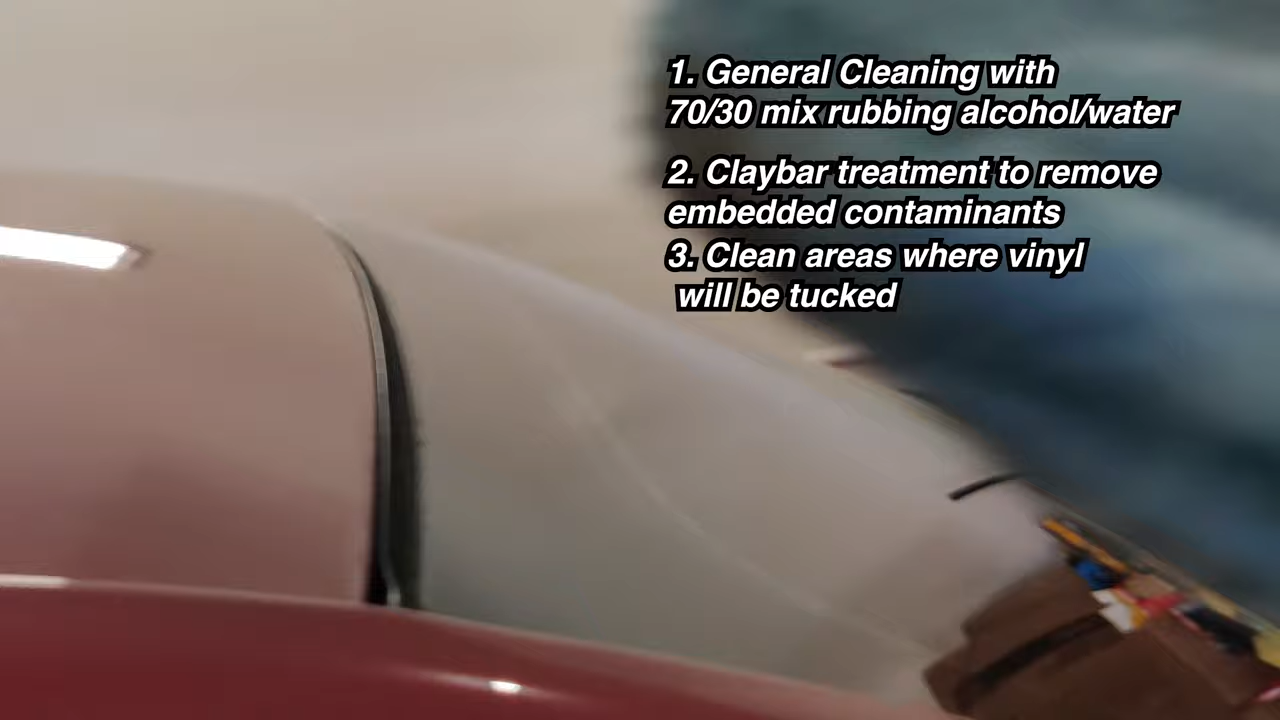 1. General Cleaning with
70/30 mix rubbing alcohol/water
2. Claybar treatment to remove
embedded contaminants
3. Clean areas where vinyl
will be tucked